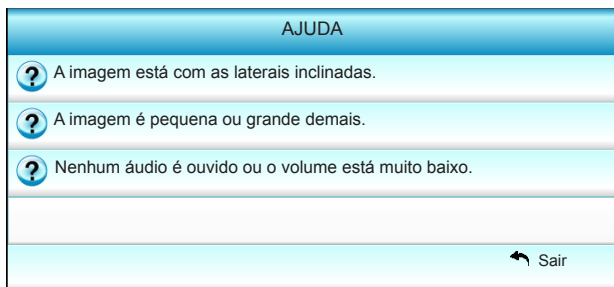 AJUDA
A imagem está com as laterais inclinadas.
A imagem é pequena ou grande demais.
Nenhum áudio é ouvido ou o volume está muito baixo.
Sair